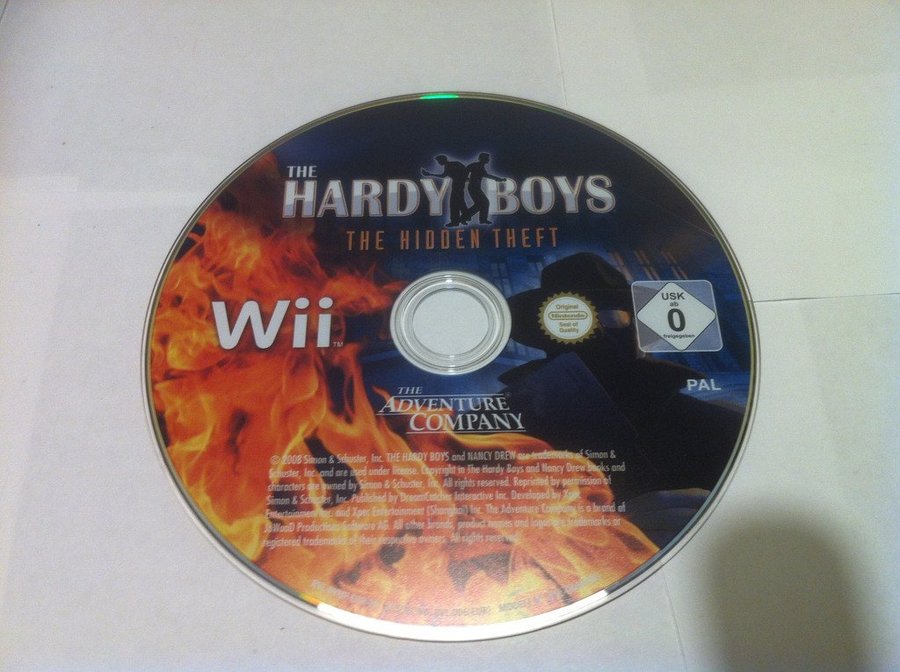 THE
HARDY BOYS
THE HIDDEN THEFT
Wii
TM
Original
Nintendo
Seal of
Quality
USK
ab
0
freigegeben
PAL
THE
ADVENTURE
COMPANY
© 2008 Simon & Schuster, Inc. THE HARDY BOYS and NANCY DREW are trademarks of Simon &
Schuster, Inc. and are used under license. Copyright in The Hardy Boys and Nancy Drew books and
characters are owned by Simon & Schuster, Inc. All rights reserved. Reprinted by permission of
Simon & Schuster, Inc. Published by DreamCatcher Interactive Inc. Developed by Xpec
Entertainment Inc. and Xpec Entertainment (Shanghai) Inc. The Adventure Company is a brand of
JoWooD Productions Software AG. All other brands, product names and logos are trademarks or
registered trademarks of their respective owners. All rights reserved.